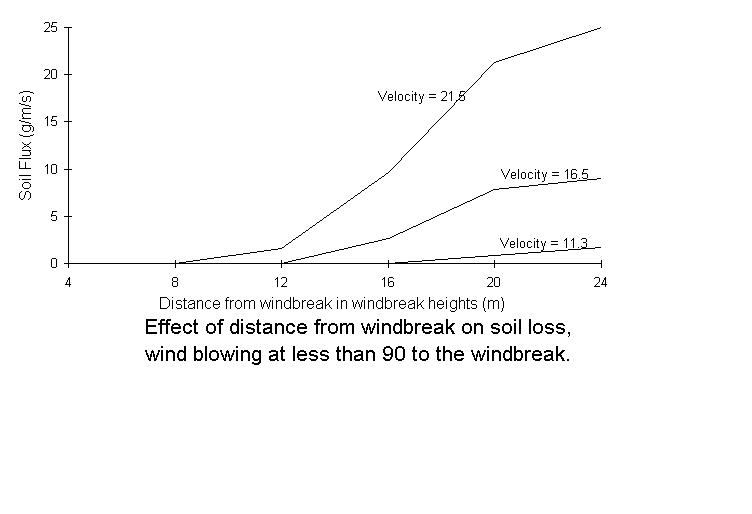 25
20
15
10
5
0
Soil Flux (g/m/s)
Velocity = 21.5
Velocity = 16.5
Velocity = 11.3
4 8 12 16 20 24
Distance from windbreak in windbreak heights (m)
Effect of distance from windbreak on soil loss,
wind blowing at less than 90 to the windbreak.